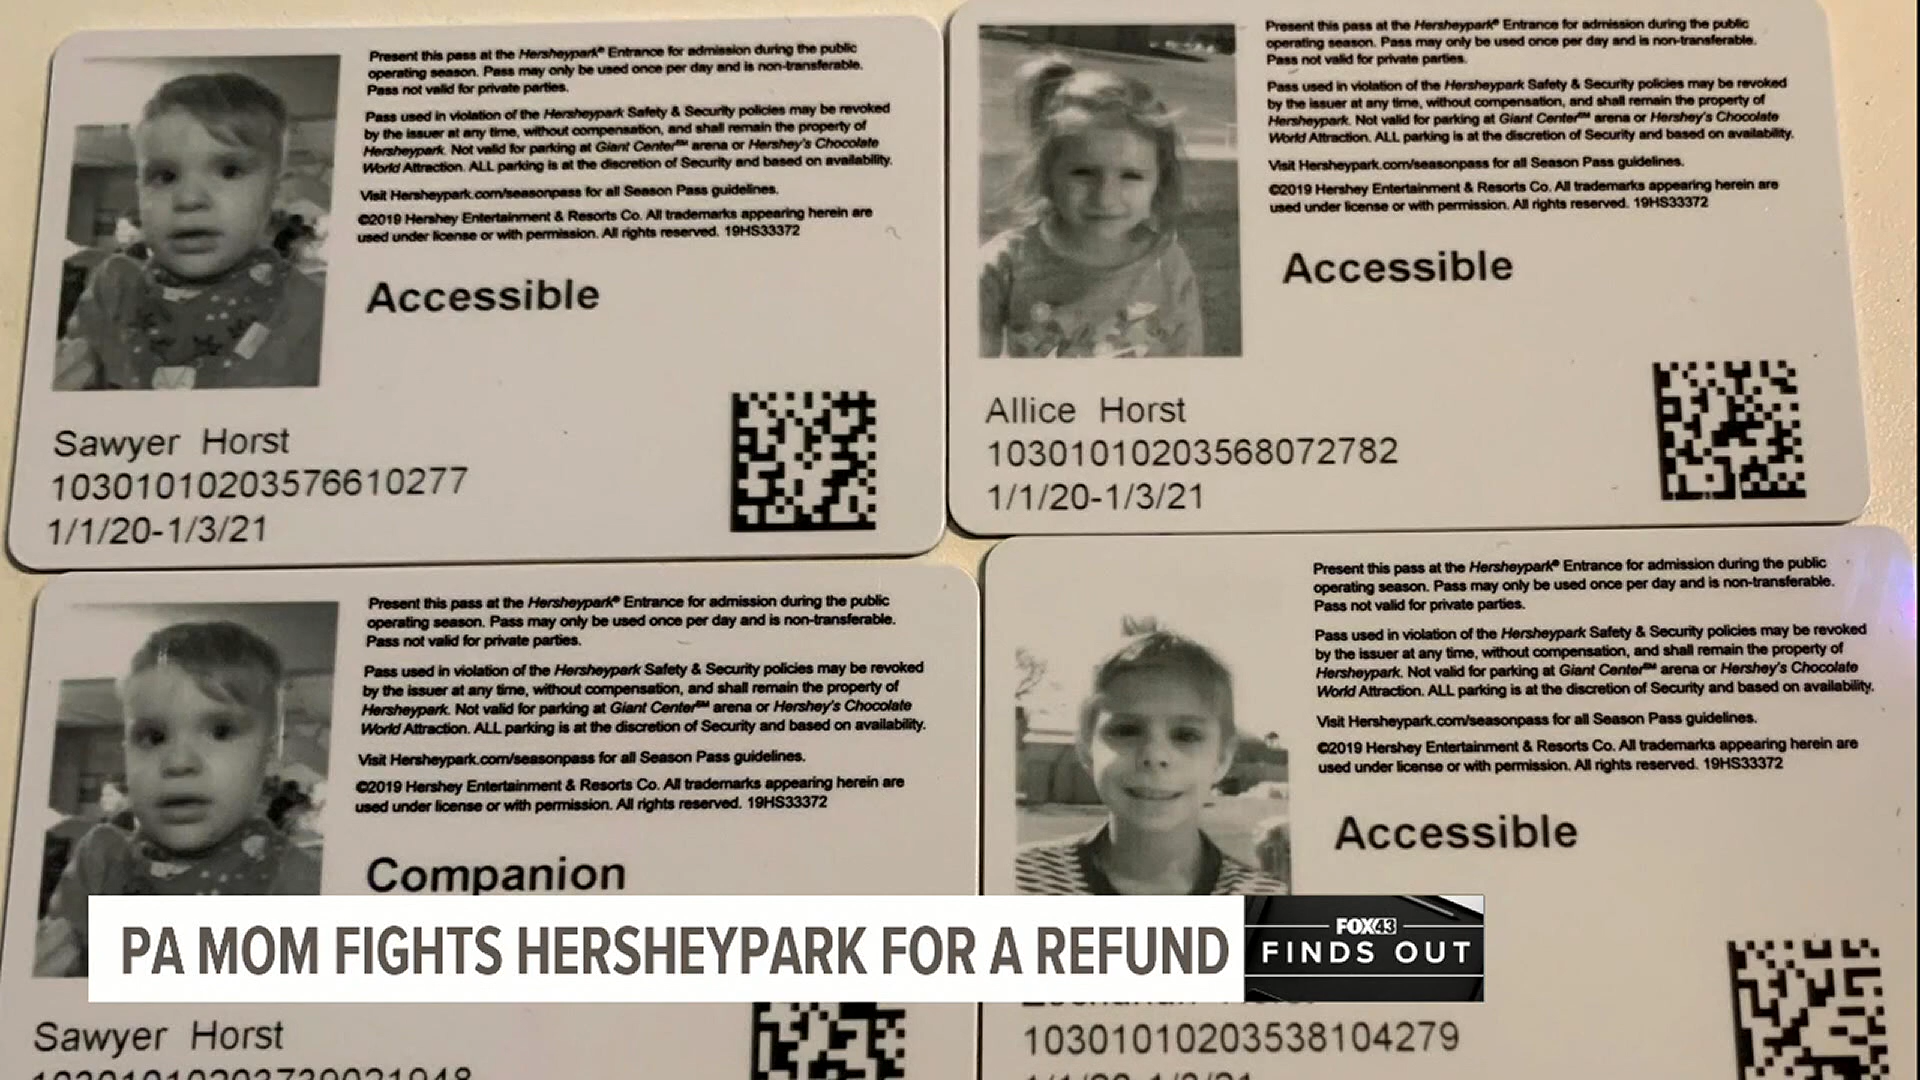 Present this pass at the Hersheypark® Entrance for admission during the public
operating season. Pass may only be used once per day and is non-transferable.
Pass not valid for private parties.
Pass used in violation of the Hersheypark Safety & Security policies may be revoked
by the issuer at any time, without compensation, and shall remain the property of
Hersheypark. Not valid for parking at Giant Center℠ arena or Hershey's Chocolate
World Attraction. ALL parking is at the discretion of Security and based on availability.
Visit Hersheypark.com/seasonpass for all Season Pass guidelines.
©2019 Hershey Entertainment & Resorts Co. All trademarks appearing herein are
used under license or with permission. All rights reserved. 19HS33372
Accessible
Sawyer Horst
10301010203576610277
1/1/20-1/3/21
Present this pass at the Hersheypark® Entrance for admission during the public
operating season. Pass may only be used once per day and is non-transferable.
Pass not valid for private parties.
Pass used in violation of the Hersheypark Safety & Security policies may be revoked
by the issuer at any time, without compensation, and shall remain the property of
Hersheypark. Not valid for parking at Giant Center℠ arena or Hershey's Chocolate
World Attraction. ALL parking is at the discretion of Security and based on availability.
Visit Hersheypark.com/seasonpass for all Season Pass guidelines.
©2019 Hershey Entertainment & Resorts Co. All trademarks appearing herein are
used under license or with permission. All rights reserved. 19HS33372
Accessible
Allice Horst
10301010203568072782
1/1/20-1/3/21
Present this pass at the Hersheypark® Entrance for admission during the public
operating season. Pass may only be used once per day and is non-transferable.
Pass not valid for private parties.
Pass used in violation of the Hersheypark Safety & Security policies may be revoked
by the issuer at any time, without compensation, and shall remain the property of
Hersheypark. Not valid for parking at Giant Center℠ arena or Hershey's Chocolate
World Attraction. ALL parking is at the discretion of Security and based on availability.
Visit Hersheypark.com/seasonpass for all Season Pass guidelines.
©2019 Hershey Entertainment & Resorts Co. All trademarks appearing herein are
used under license or with permission. All rights reserved. 19HS33372
Companion
Sawyer Horst
Present this pass at the Hersheypark® Entrance for admission during the public
operating season. Pass may only be used once per day and is non-transferable.
Pass not valid for private parties.
Pass used in violation of the Hersheypark Safety & Security policies may be revoked
by the issuer at any time, without compensation, and shall remain the property of
Hersheypark. Not valid for parking at Giant Center℠ arena or Hershey's Chocolate
World Attraction. ALL parking is at the discretion of Security and based on availability.
Visit Hersheypark.com/seasonpass for all Season Pass guidelines.
©2019 Hershey Entertainment & Resorts Co. All trademarks appearing herein are
used under license or with permission. All rights reserved. 19HS33372
Accessible
10301010203538104279
PA MOM FIGHTS HERSHEYPARK FOR A REFUND
FOX43
FINDS OUT